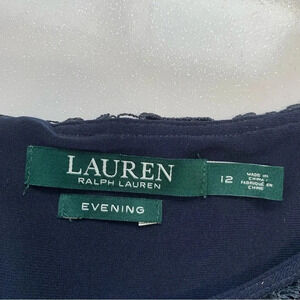 LAUREN
RALPH LAUREN
EVENING
12
MADE IN
CHINA
FABRIQUÉ EN
CHINE